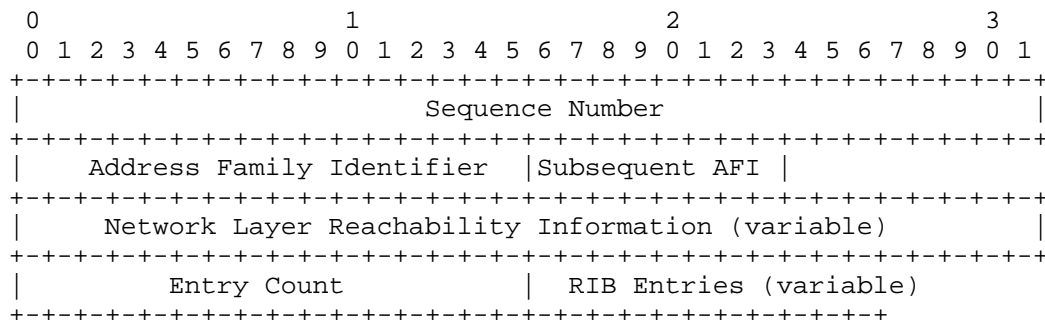 0                   1                   2                   3
 0 1 2 3 4 5 6 7 8 9 0 1 2 3 4 5 6 7 8 9 0 1 2 3 4 5 6 7 8 9 0 1
+-+-+-+-+-+-+-+-+-+-+-+-+-+-+-+-+-+-+-+-+-+-+-+-+-+-+-+-+-+-+-+-+
|                         Sequence Number                       |
+-+-+-+-+-+-+-+-+-+-+-+-+-+-+-+-+-+-+-+-+-+-+-+-+-+-+-+-+-+-+-+-+
|    Address Family Identifier  |Subsequent AFI |
+-+-+-+-+-+-+-+-+-+-+-+-+-+-+-+-+-+-+-+-+-+-+-+-+-+-+-+-+-+-+-+-+
|     Network Layer Reachability Information (variable)         |
+-+-+-+-+-+-+-+-+-+-+-+-+-+-+-+-+-+-+-+-+-+-+-+-+-+-+-+-+-+-+-+-+
|         Entry Count           |  RIB Entries (variable)
+-+-+-+-+-+-+-+-+-+-+-+-+-+-+-+-+-+-+-+-+-+-+-+-+-+-+-+